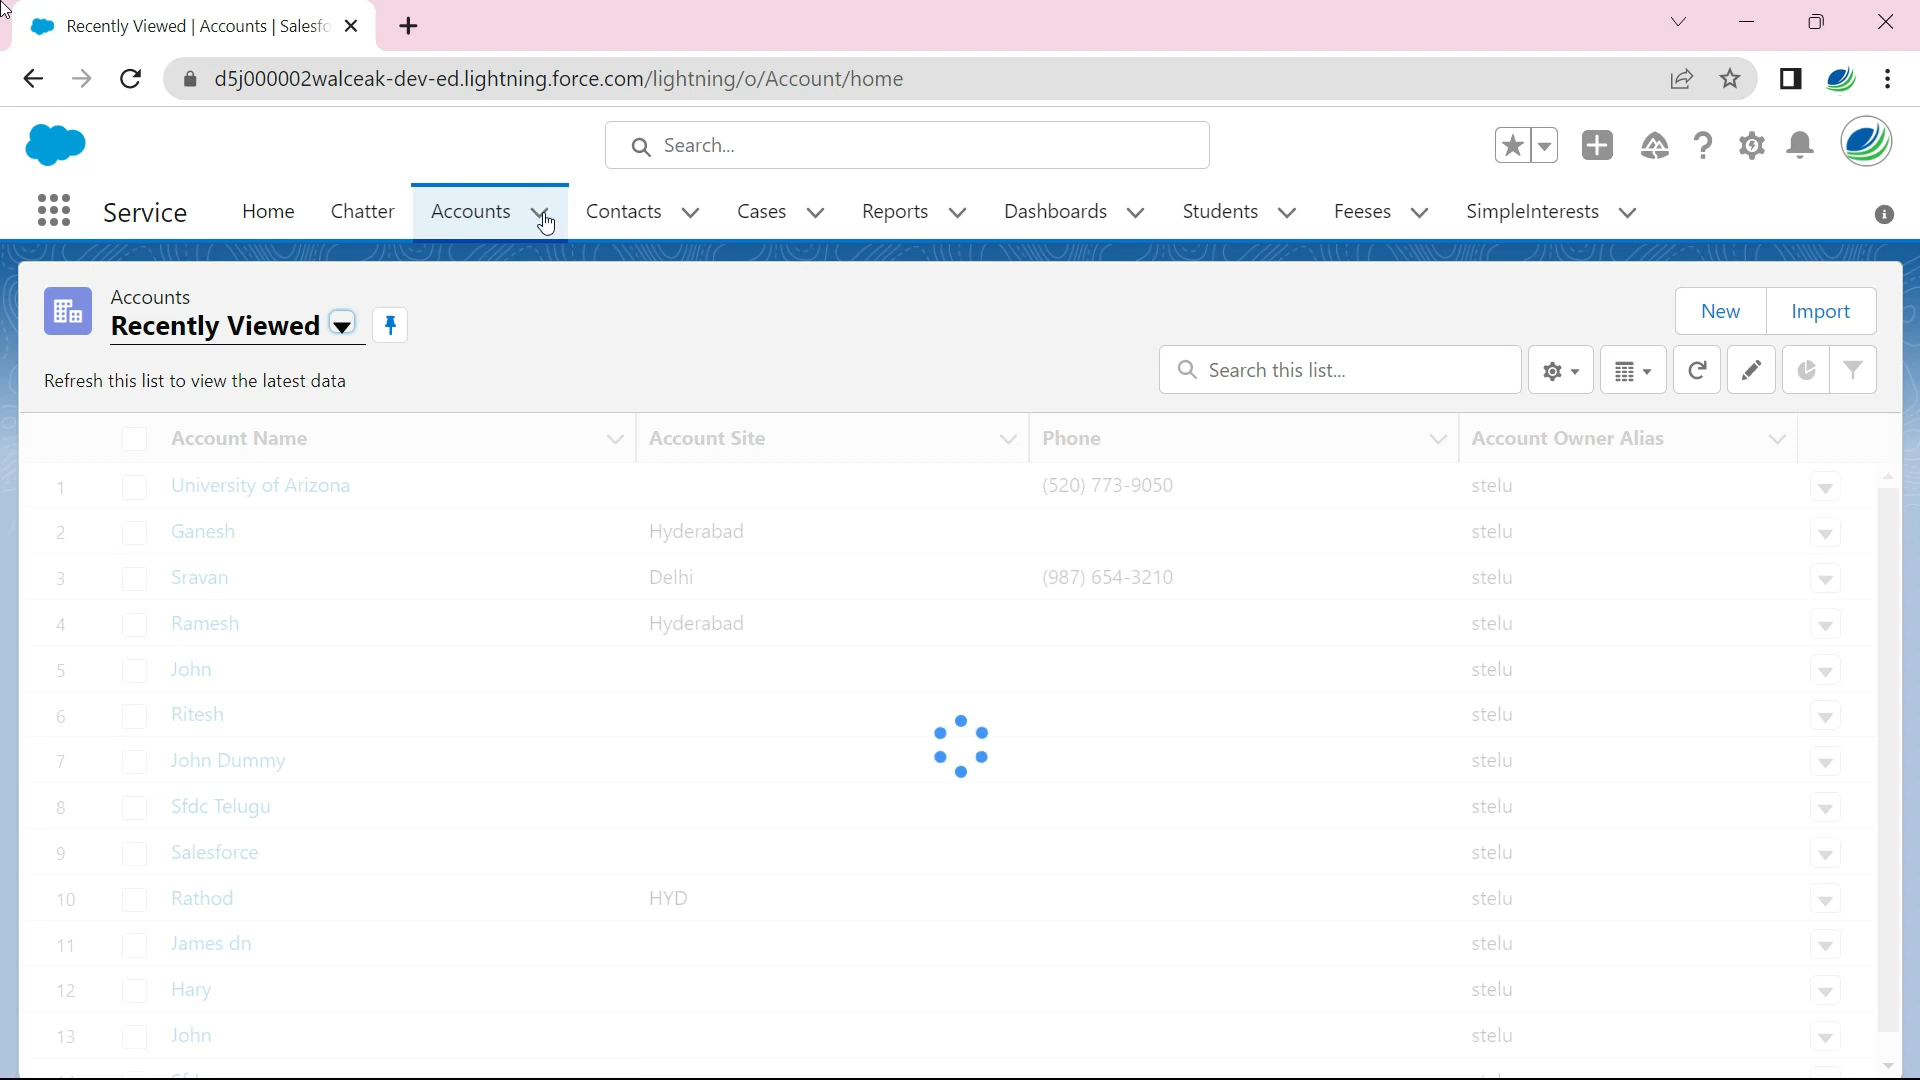 Recently Viewed | Accounts | Salesfo
d5j000002walceak-dev-ed.lightning.force.com/lightning/o/Account/home
Search...
Service Home Chatter Accounts Contacts Cases Reports Dashboards Students Feeses SimpleInterests
Accounts
Recently Viewed
New Import
Refresh this list to view the latest data
Search this list...
Account Name Account Site Phone Account Owner Alias
1 University of Arizona (520) 773-9050 stelu
2 Ganesh Hyderabad stelu
3 Sravan Delhi (987) 654-3210 stelu
4 Ramesh Hyderabad stelu
5 John stelu
6 Ritesh stelu
7 John Dummy stelu
8 Sfdc Telugu stelu
9 Salesforce stelu
10 Rathod HYD stelu
11 James dn stelu
12 Hary stelu
13 John stelu